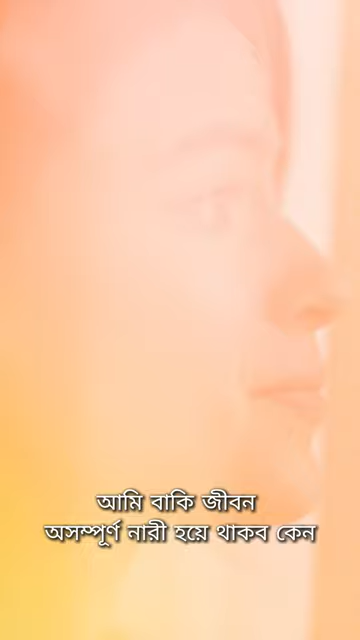 আমি বাকি জীবন
অসম্পূর্ণ নারী হয়ে থাকব কেন